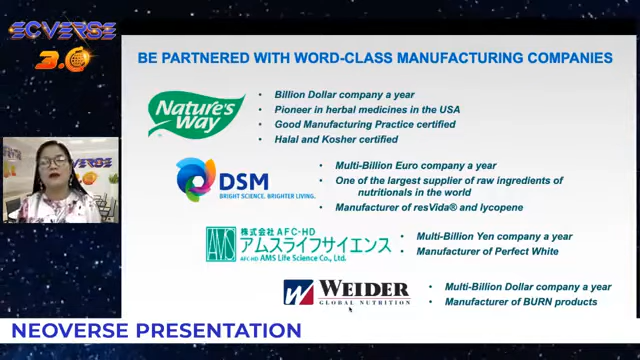 ECVERSE
3.0
BE PARTNERED WITH WORD-CLASS MANUFACTURING COMPANIES
Nature's
Way
• Billion Dollar company a year
• Pioneer in herbal medicines in the USA
• Good Manufacturing Practice certified
• Halal and Kosher certified
DSM
BRIGHT SCIENCE. BRIGHTER LIVING.
• Multi-Billion Euro company a year
• One of the largest supplier of raw ingredients of
nutritionals in the world
• Manufacturer of resVida® and lycopene
AMS
株式会社 AFC-HD
アムスライフサイエンス
AFC-HD AMS Life Science Co., Ltd.
• Multi-Billion Yen company a year
• Manufacturer of Perfect White
W WEIDER
GLOBAL NUTRITION
• Multi-Billion Dollar company a year
• Manufacturer of BURN products
ECVERSE
3.0
NEOVERSE PRESENTATION